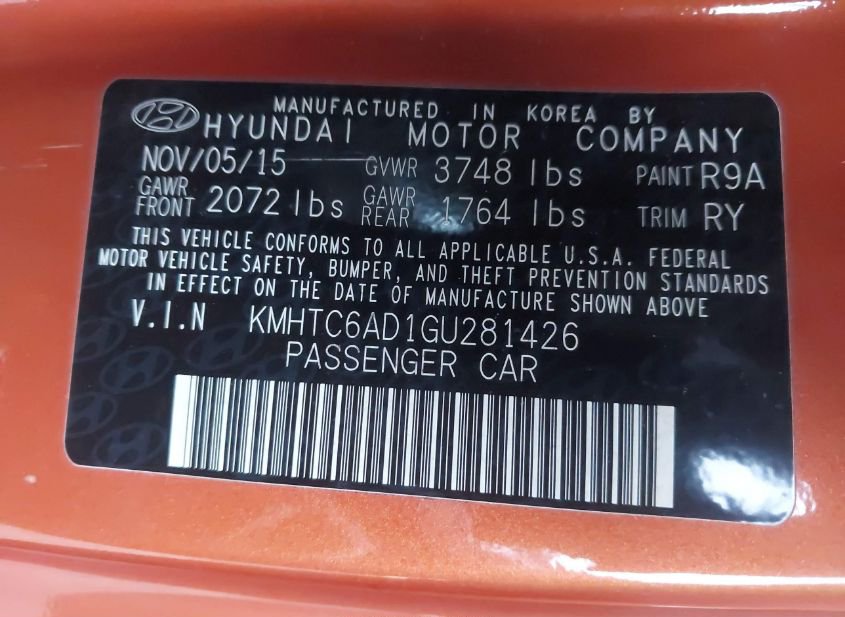 MANUFACTURED IN KOREA BY
HYUNDAI MOTOR COMPANY
NOV/05/15 GVWR 3748 lbs PAINT R9A
GAWR FRONT 2072 lbs GAWR REAR 1764 lbs TRIM RY
THIS VEHICLE CONFORMS TO ALL APPLICABLE U.S.A. FEDERAL
MOTOR VEHICLE SAFETY, BUMPER, AND THEFT PREVENTION STANDARDS
IN EFFECT ON THE DATE OF MANUFACTURE SHOWN ABOVE
V.I.N KMHTC6AD1GU281426
PASSENGER CAR